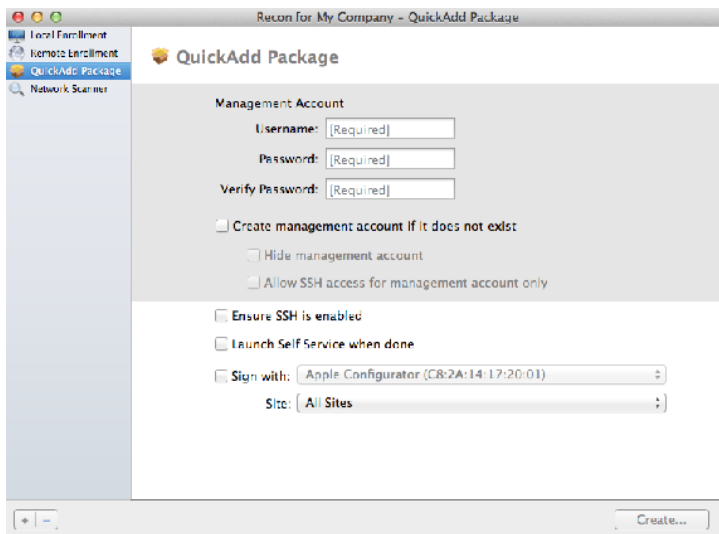 Recon for My Company – QuickAdd Package
Local Enrollment
Remote Enrollment
QuickAdd Package
Network Scanner
QuickAdd Package
Management Account
Username: [Required]
Password: [Required]
Verify Password: [Required]
Create management account if it does not exist
Hide management account
Allow SSH access for management account only
Ensure SSH is enabled
Launch Self Service when done
Sign with: Apple Configurator (C8:2A:14:17:20:01)
Site: All Sites
+ −
Create...